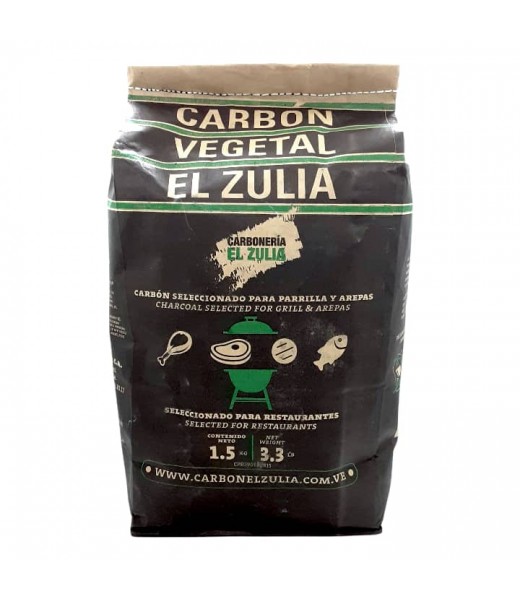 CARBÓN
VEGETAL
EL ZULIA
CARBONERÍA
EL ZULIA
CARBÓN SELECCIONADO PARA PARRILLA Y AREPAS
CHARCOAL SELECTED FOR GRILL & AREPAS
SELECCIONADO PARA RESTAURANTES
SELECTED FOR RESTAURANTS
CONTENIDO NETO
1.5 KG
NET WEIGHT
3.3
• WWW.CARBONELZULIA.COM.VE •